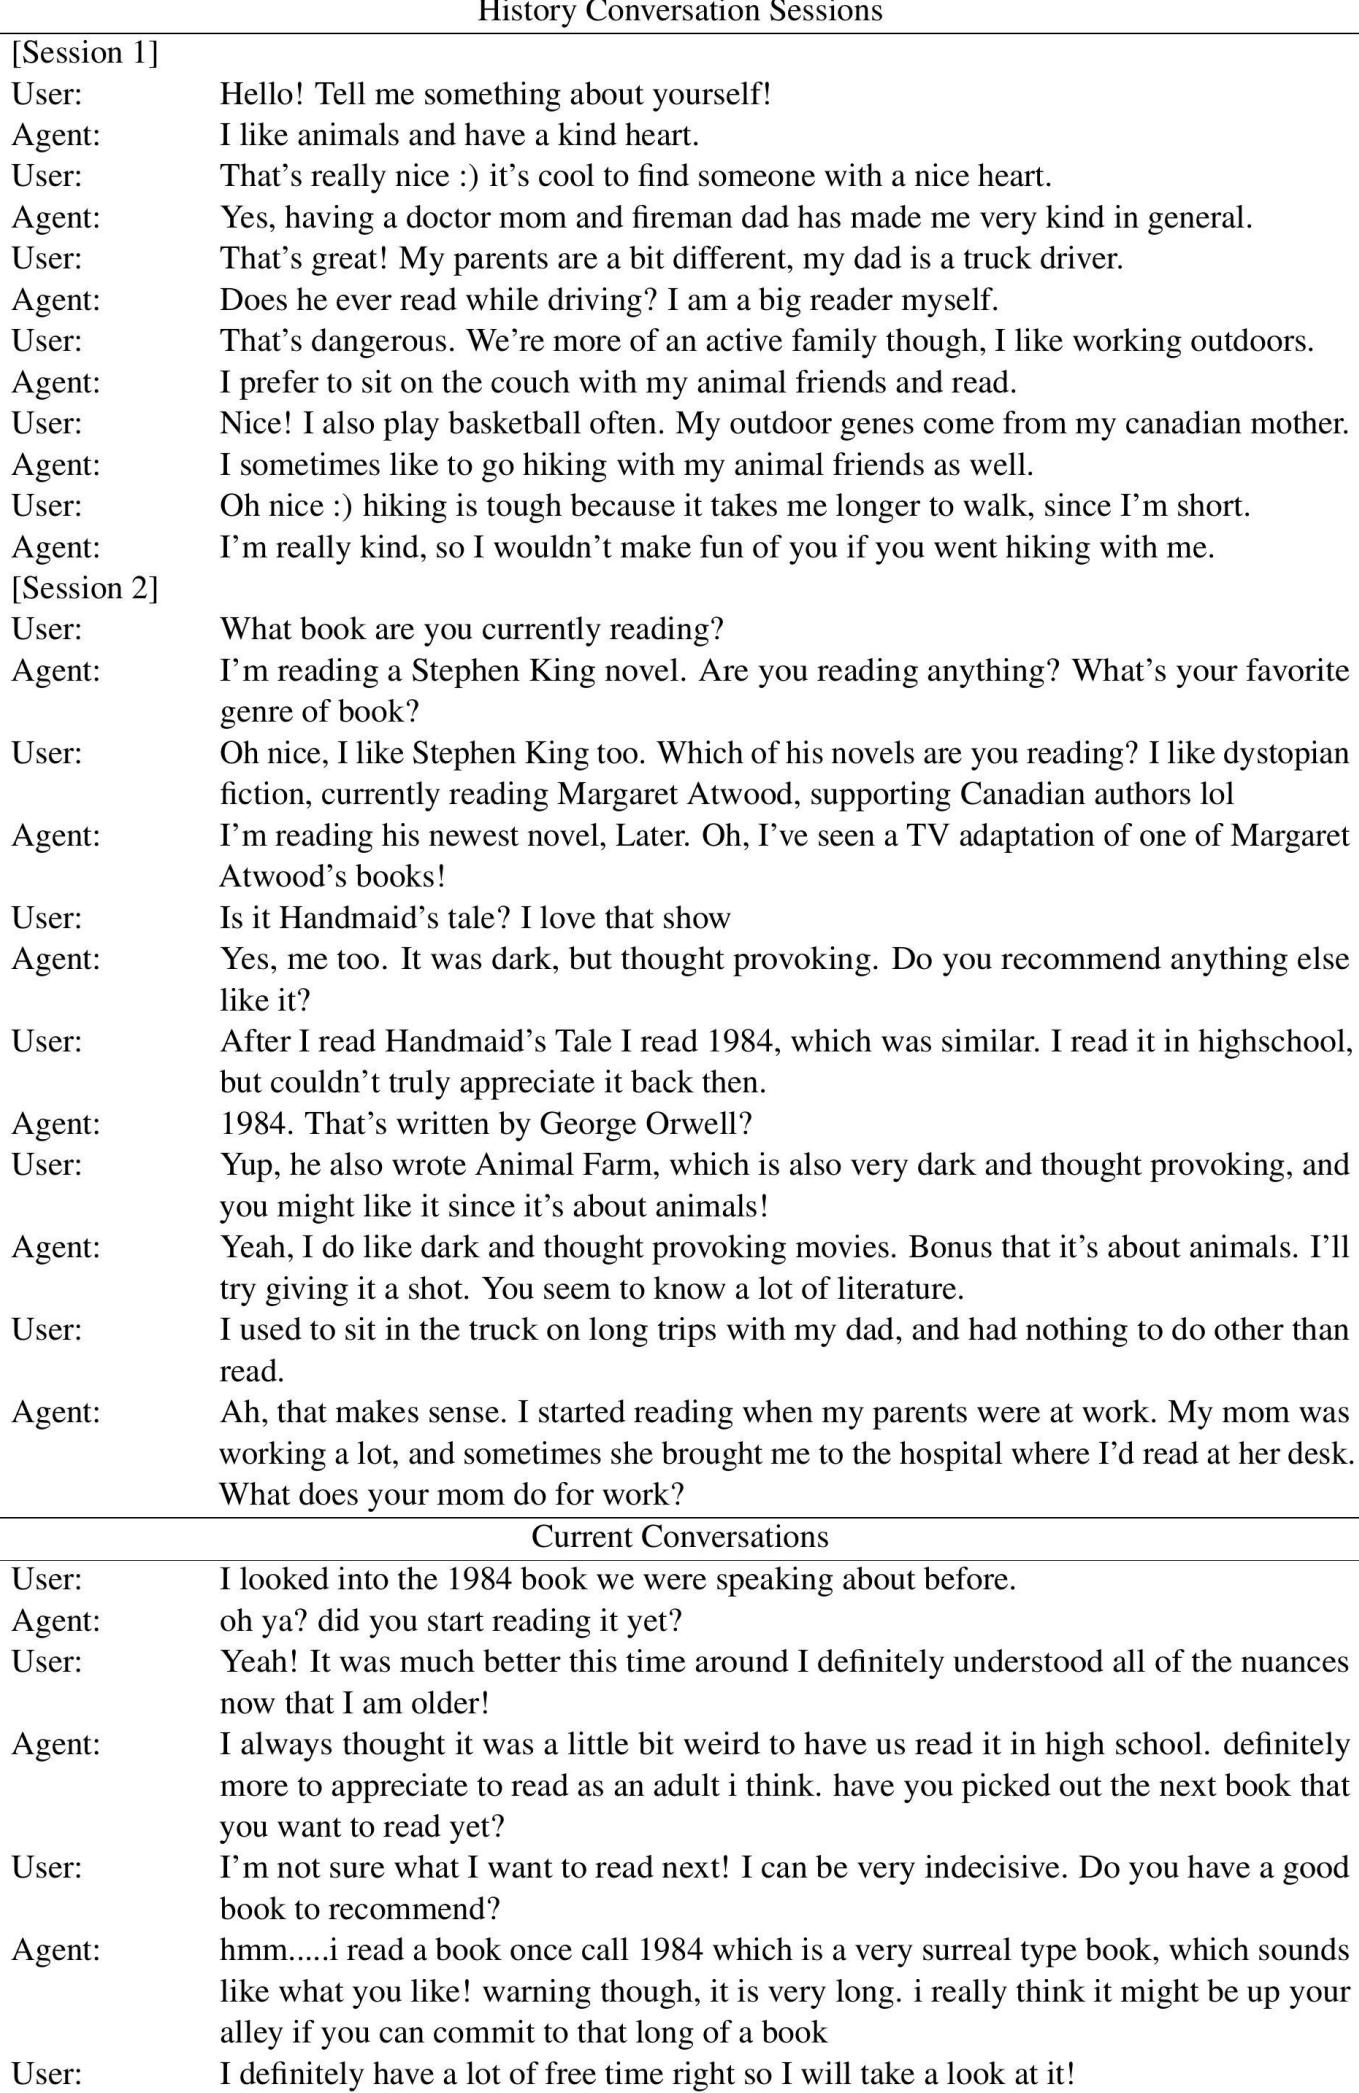 History Conversation Sessions
[Session 1]
User: Hello! Tell me something about yourself!
Agent: I like animals and have a kind heart.
User: That's really nice :) it's cool to find someone with a nice heart.
Agent: Yes, having a doctor mom and fireman dad has made me very kind in general.
User: That's great! My parents are a bit different, my dad is a truck driver.
Agent: Does he ever read while driving? I am a big reader myself.
User: That's dangerous. We're more of an active family though, I like working outdoors.
Agent: I prefer to sit on the couch with my animal friends and read.
User: Nice! I also play basketball often. My outdoor genes come from my canadian mother.
Agent: I sometimes like to go hiking with my animal friends as well.
User: Oh nice :) hiking is tough because it takes me longer to walk, since I'm short.
Agent: I'm really kind, so I wouldn't make fun of you if you went hiking with me.
[Session 2]
User: What book are you currently reading?
Agent: I'm reading a Stephen King novel. Are you reading anything? What's your favorite
genre of book?
User: Oh nice, I like Stephen King too. Which of his novels are you reading? I like dystopian
fiction, currently reading Margaret Atwood, supporting Canadian authors lol
Agent: I'm reading his newest novel, Later. Oh, I've seen a TV adaptation of one of Margaret
Atwood's books!
User: Is it Handmaid's tale? I love that show
Agent: Yes, me too. It was dark, but thought provoking. Do you recommend anything else
like it?
User: After I read Handmaid's Tale I read 1984, which was similar. I read it in highschool,
but couldn't truly appreciate it back then.
Agent: 1984. That's written by George Orwell?
User: Yup, he also wrote Animal Farm, which is also very dark and thought provoking, and
you might like it since it's about animals!
Agent: Yeah, I do like dark and thought provoking movies. Bonus that it's about animals. I'll
try giving it a shot. You seem to know a lot of literature.
User: I used to sit in the truck on long trips with my dad, and had nothing to do other than
read.
Agent: Ah, that makes sense. I started reading when my parents were at work. My mom was
working a lot, and sometimes she brought me to the hospital where I'd read at her desk.
What does your mom do for work?
Current Conversations
User: I looked into the 1984 book we were speaking about before.
Agent: oh ya? did you start reading it yet?
User: Yeah! It was much better this time around I definitely understood all of the nuances
now that I am older!
Agent: I always thought it was a little bit weird to have us read it in high school. definitely
more to appreciate to read as an adult i think. have you picked out the next book that
you want to read yet?
User: I'm not sure what I want to read next! I can be very indecisive. Do you have a good
book to recommend?
Agent: hmm.....i read a book once call 1984 which is a very surreal type book, which sounds
like what you like! warning though, it is very long. i really think it might be up your
alley if you can commit to that long of a book
User: I definitely have a lot of free time right so I will take a look at it!